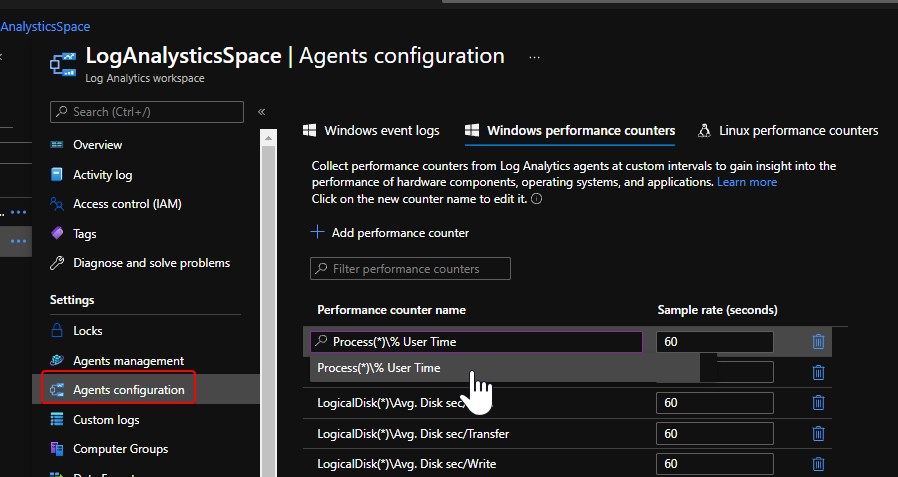 AnalysticsSpace
LogAnalysticsSpace | Agents configuration ...
Log Analytics workspace
Search (Ctrl+/)
«
Overview
Activity log
Access control (IAM)
Tags
Diagnose and solve problems
Settings
Locks
Agents management
Agents configuration
Custom logs
Computer Groups
Windows event logs
Windows performance counters
Linux performance counters
Collect performance counters from Log Analytics agents at custom intervals to gain insight into the
performance of hardware components, operating systems, and applications. Learn more
Click on the new counter name to edit it.
Add performance counter
Filter performance counters
Performance counter name Sample rate (seconds)
Process(*)\% User Time 60
Process(*)\% User Time
LogicalDisk(*)\Avg. Disk sec/ 60
LogicalDisk(*)\Avg. Disk sec/Transfer 60
LogicalDisk(*)\Avg. Disk sec/Write 60